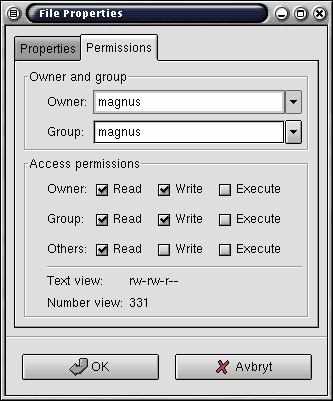 File Properties
Properties Permissions
Owner and group
Owner: magnus
Group: magnus
Access permissions
Owner: Read Write Execute
Group: Read Write Execute
Others: Read Write Execute
Text view: rw-rw-r--
Number view: 331
OK Avbryt